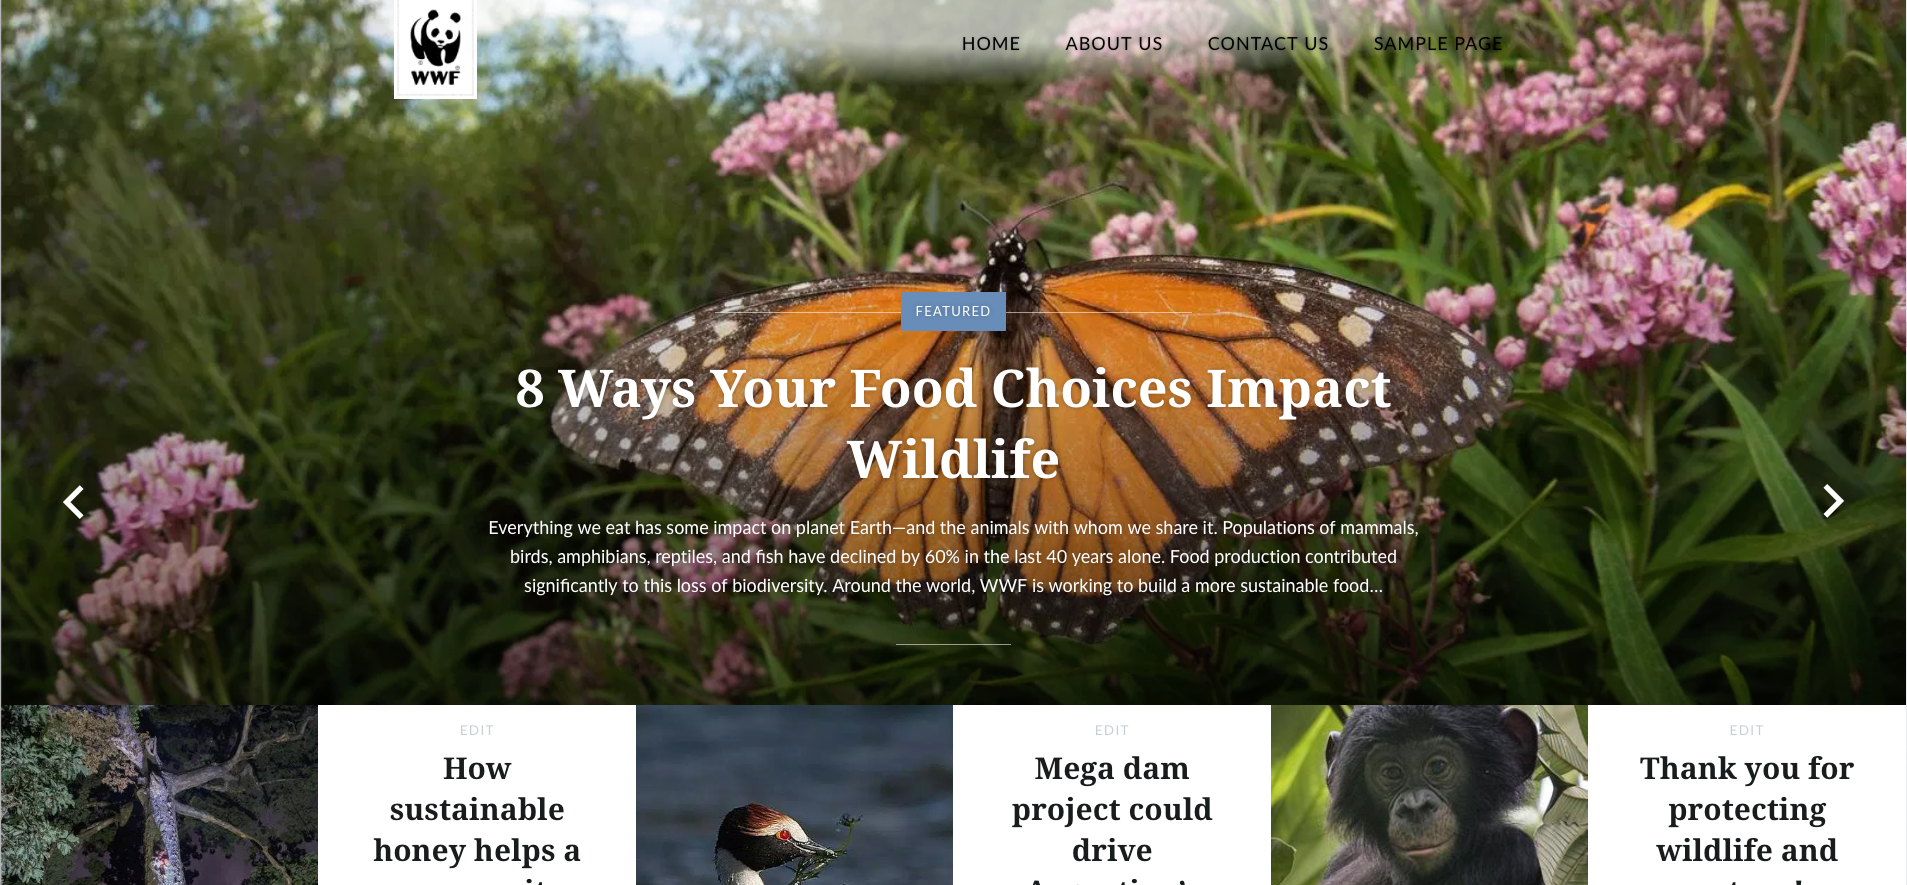 WWF
HOME ABOUT US CONTACT US SAMPLE PAGE
FEATURED
8 Ways Your Food Choices Impact
Wildlife
Everything we eat has some impact on planet Earth—and the animals with whom we share it. Populations of mammals,
birds, amphibians, reptiles, and fish have declined by 60% in the last 40 years alone. Food production contributed
significantly to this loss of biodiversity. Around the world, WWF is working to build a more sustainable food...
EDIT
How
sustainable
honey helps a
EDIT
Mega dam
project could
drive
EDIT
Thank you for
protecting
wildlife and